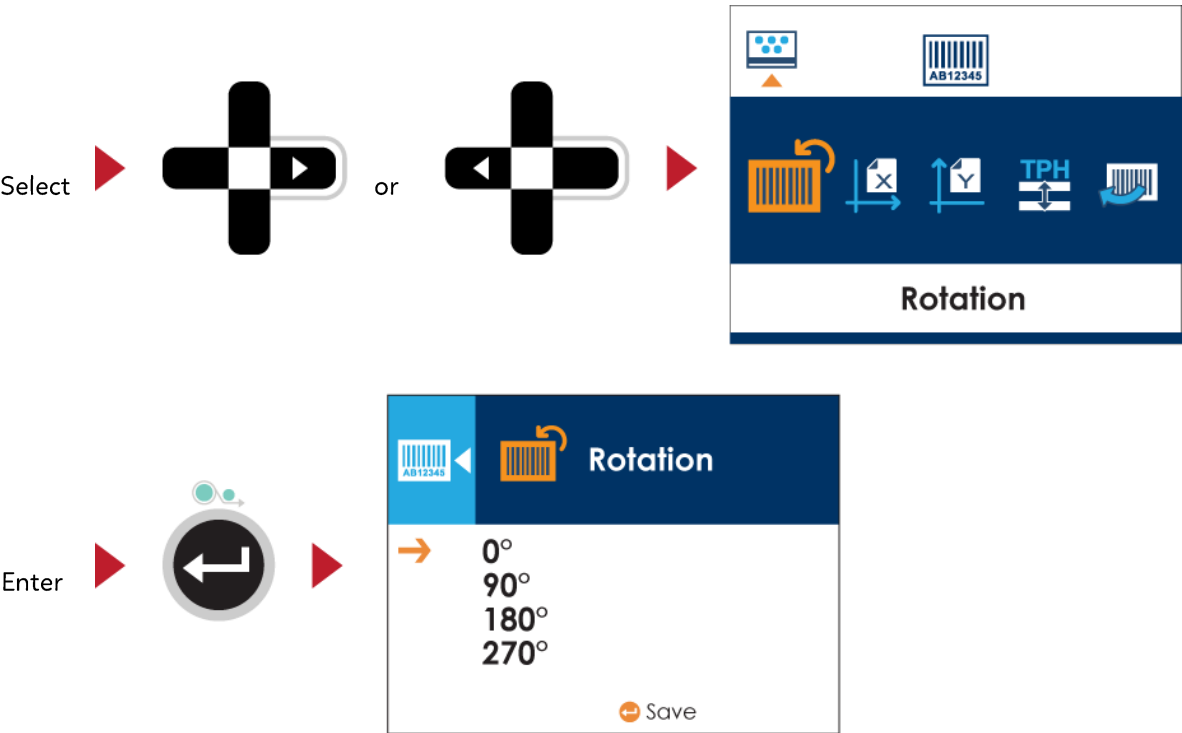 AB12345
Select
or
X
Y
TPH
Rotation
AB12345
Rotation
Enter
0°
90°
180°
270°
Save